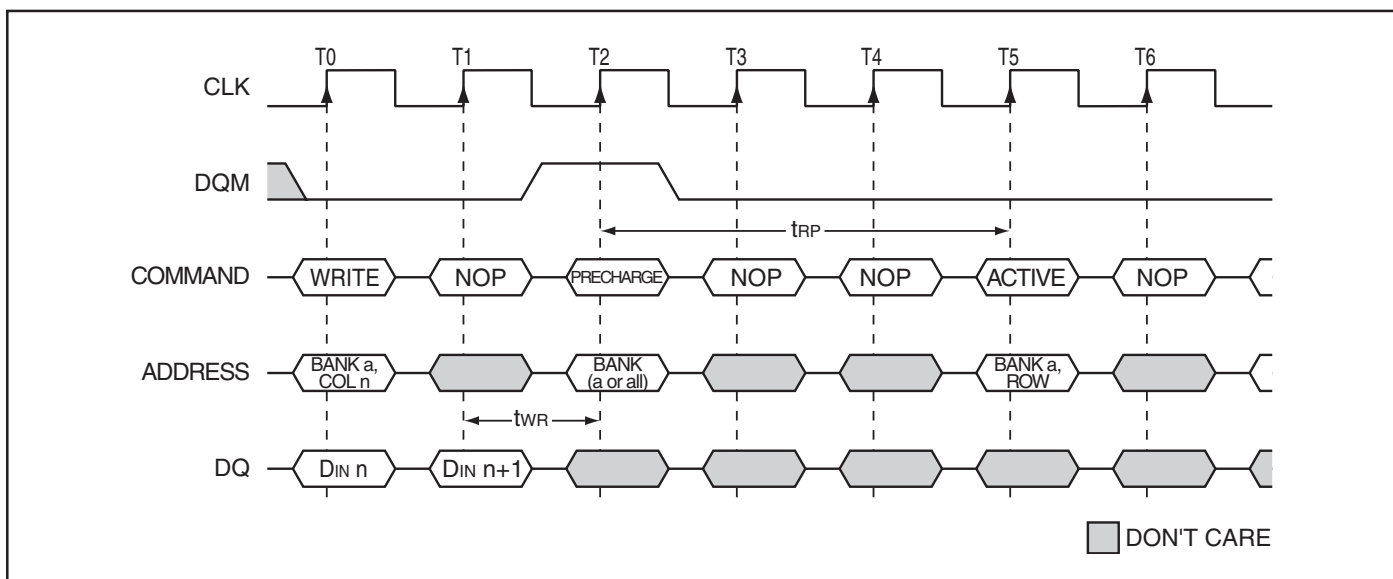 T0 T1 T2 T3 T4 T5 T6
CLK
DQM
tRP
COMMAND WRITE NOP PRECHARGE NOP NOP ACTIVE NOP
ADDRESS BANK a, COL n BANK (a or all) BANK a, ROW
tWR
DQ DIN n DIN n+1
DON'T CARE